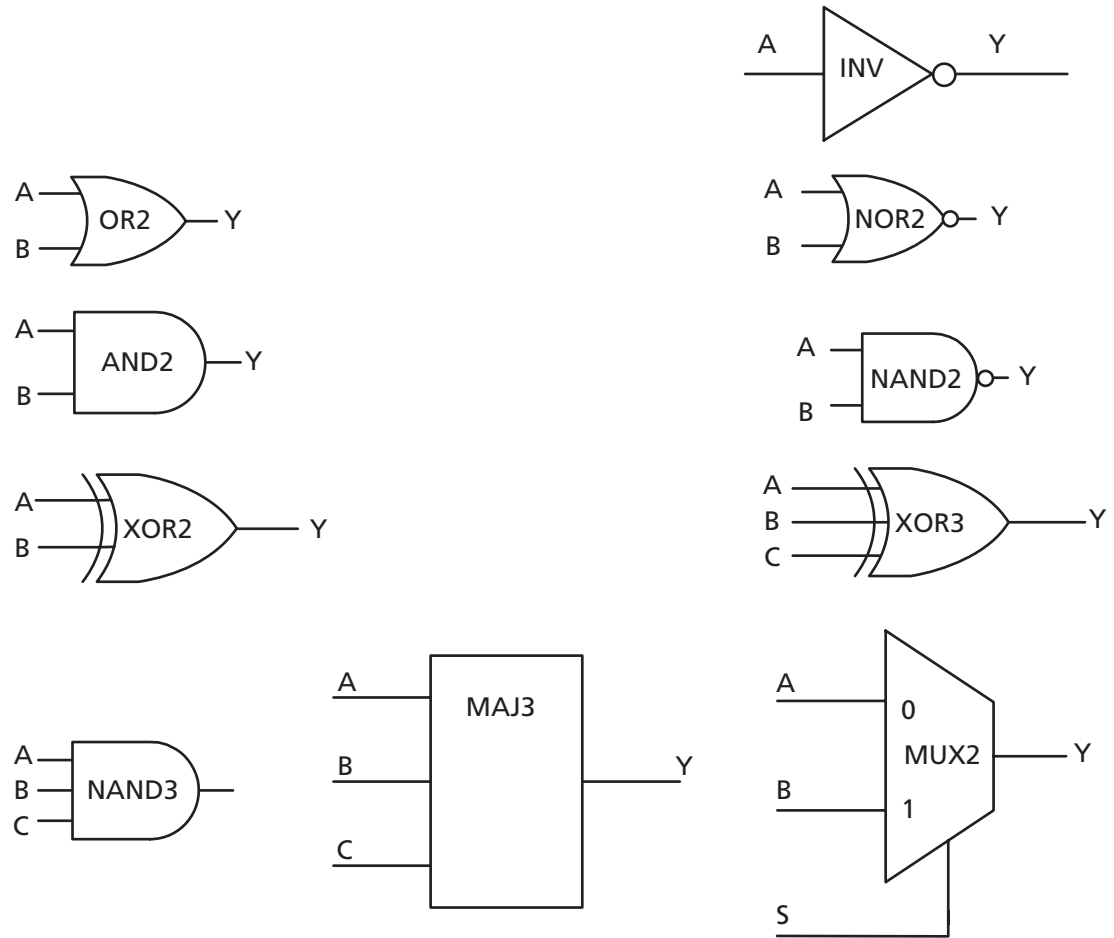 A INV Y
A OR2 Y
B
A NOR2 Y
B
A AND2 Y
B
A NAND2 Y
B
A XOR2 Y
B
A XOR3 Y
B
C
A NAND3
B
C
A MAJ3
B Y
C
A 0
MUX2 Y
B 1
S